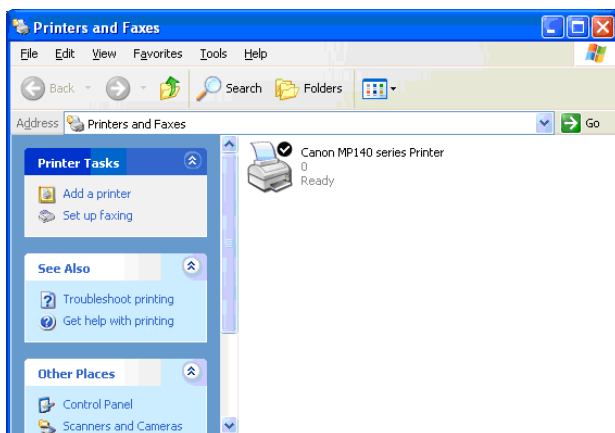 Printers and Faxes
File Edit View Favorites Tools Help
Back Search Folders
Address Printers and Faxes Go
Printer Tasks
Add a printer
Set up faxing
See Also
Troubleshoot printing
Get help with printing
Other Places
Control Panel
Scanners and Cameras
Canon MP140 series Printer
0
Ready